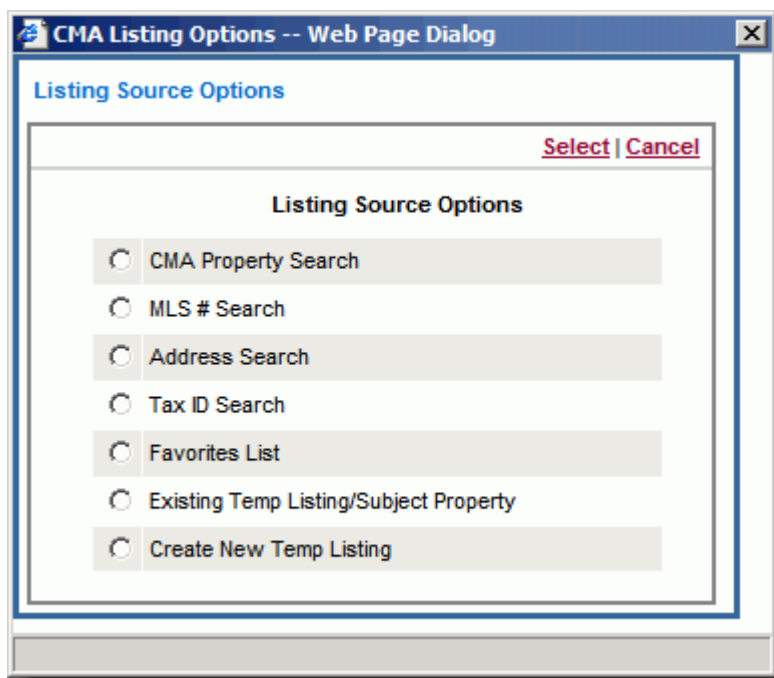 CMA Listing Options -- Web Page Dialog
Listing Source Options
Select | Cancel
Listing Source Options
CMA Property Search
MLS # Search
Address Search
Tax ID Search
Favorites List
Existing Temp Listing/Subject Property
Create New Temp Listing